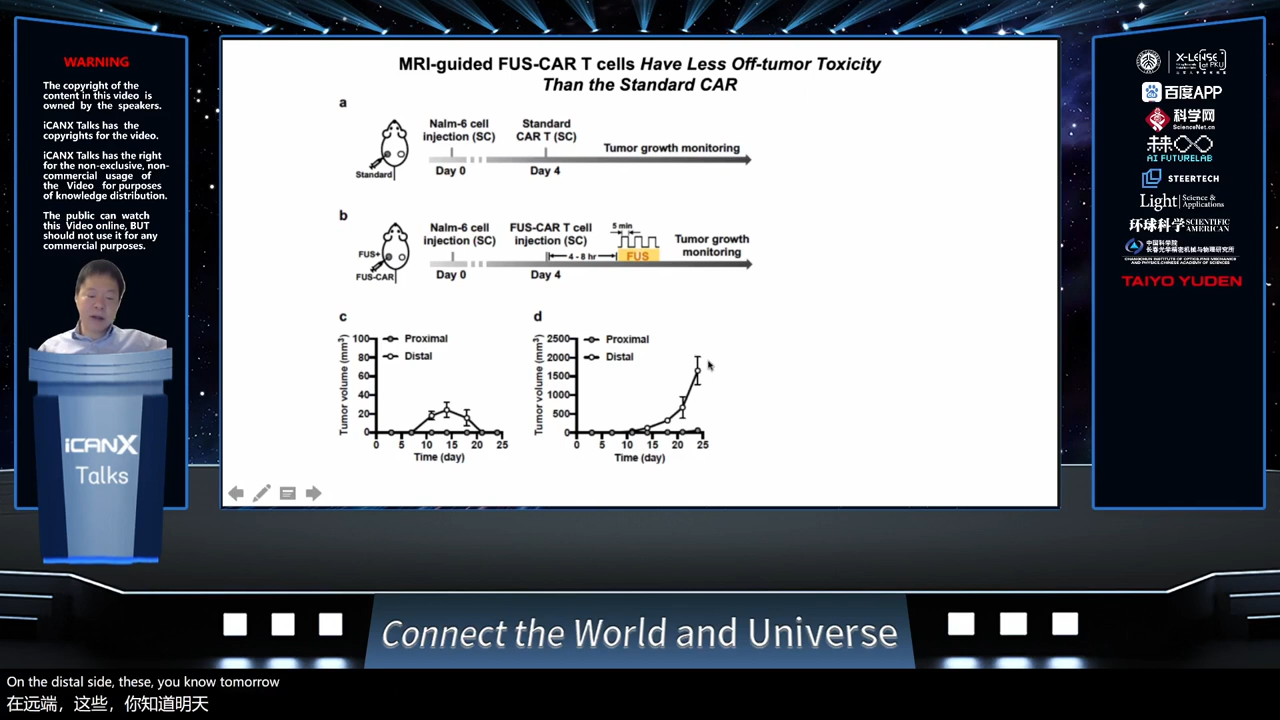 WARNING
The copyright of the
content in this video is
owned by the speakers.
iCANX Talks has the
copyrights for the video.
iCANX Talks has the right
for the non-exclusive, non-
commercial usage of
the Video for purposes
of knowledge distribution.
The public can watch
this Video online, BUT
should not use it for any
commercial purposes.
iCANX
Talks
MRI-guided FUS-CAR T cells Have Less Off-tumor Toxicity
Than the Standard CAR
a
Nalm-6 cell
injection (SC)
Standard
CAR T (SC)
Tumor growth monitoring
Standard
Day 0
Day 4
b
Nalm-6 cell
injection (SC)
FUS-CAR T cell
injection (SC)
5 min
Tumor growth
monitoring
FUS+
FUS-CAR
4 - 8 hr
FUS
Day 0
Day 4
c
Tumor volume (mm³)
100
80
60
40
20
0
Proximal
Distal
0 5 10 15 20 25
Time (day)
d
Tumor volume (mm³)
2500
2000
1500
1000
500
0
Proximal
Distal
0 5 10 15 20 25
Time (day)
X-LENSE
百度APP
科学网
ScienceNet.cn
未来
AI FUTURELAB
STEERTECH
Light Science & Applications
环球科学 SCIENTIFIC AMERICAN
中国科学院
长春光学精密机械与物理研究所
CHANGCHUN INSTITUTE OF OPTICS,FINE MECHANICS
AND PHYSICS,CHINESE ACADEMY OF SCIENCES
TAIYO YUDEN
Connect the World and Universe
On the distal side, these, you know tomorrow
在远端，这些，你知道明天